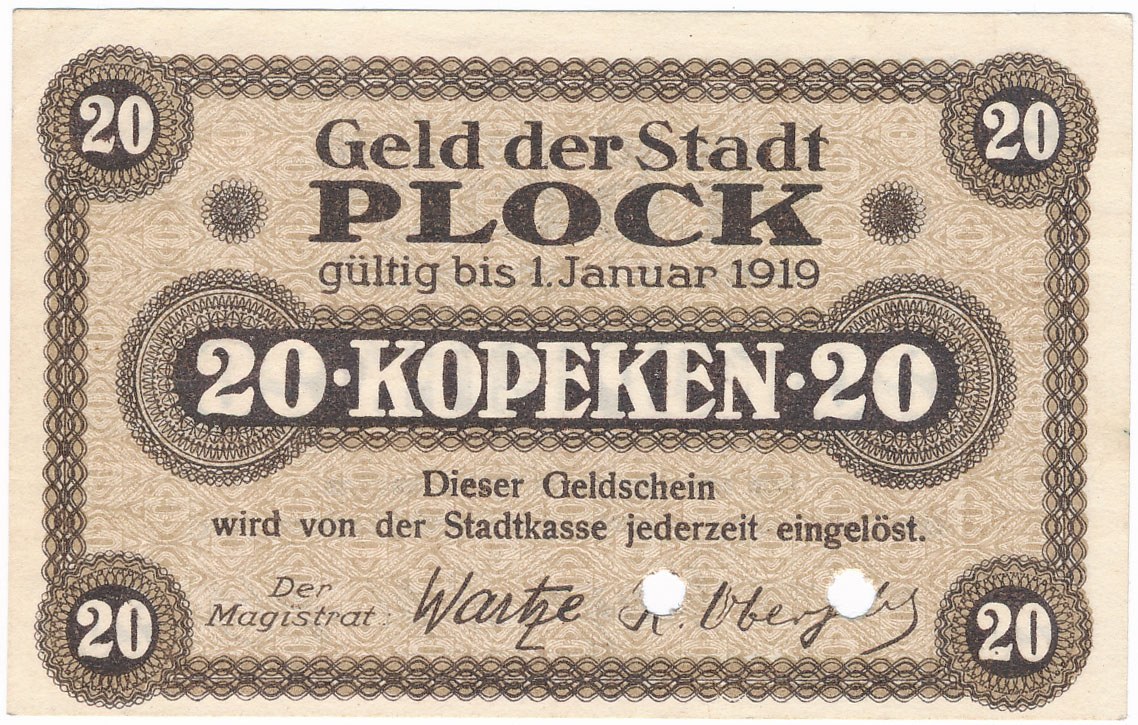 20 20
Geld der Stadt
PLOCK
gültig bis 1. Januar 1919
20·KOPEKEN·20
Dieser Geldschein
wird von der Stadtkasse jederzeit eingelöst.
Der
Magistrat: Wartze
20 20